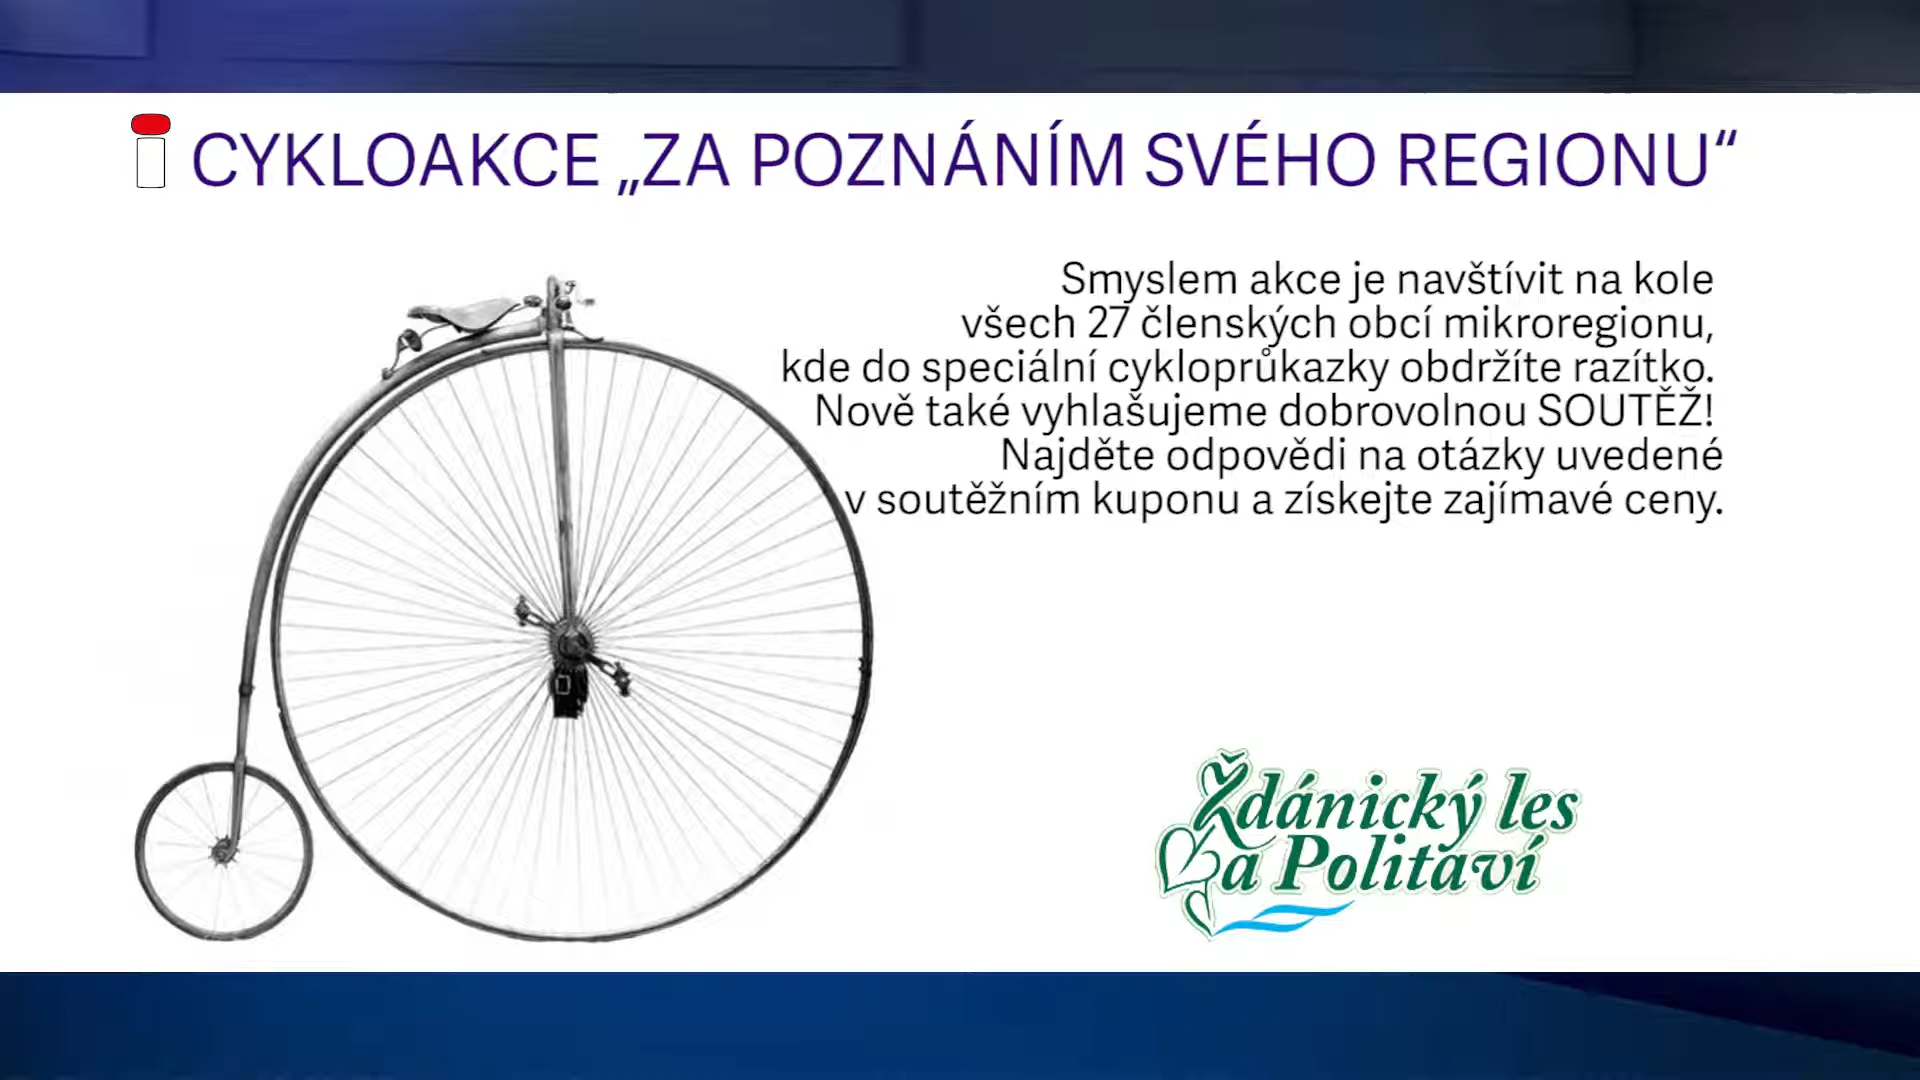 CYKLOAKCE „ZA POZNÁNÍM SVÉHO REGIONU“
Smyslem akce je navštívit na kole
všech 27 členských obcí mikroregionu,
kde do speciální cykloprůkazky obdržíte razítko.
Nově také vyhlašujeme dobrovolnou SOUTĚŽ!
Najděte odpovědi na otázky uvedené
v soutěžním kuponu a získejte zajímavé ceny.
Ždánický les
a Politaví